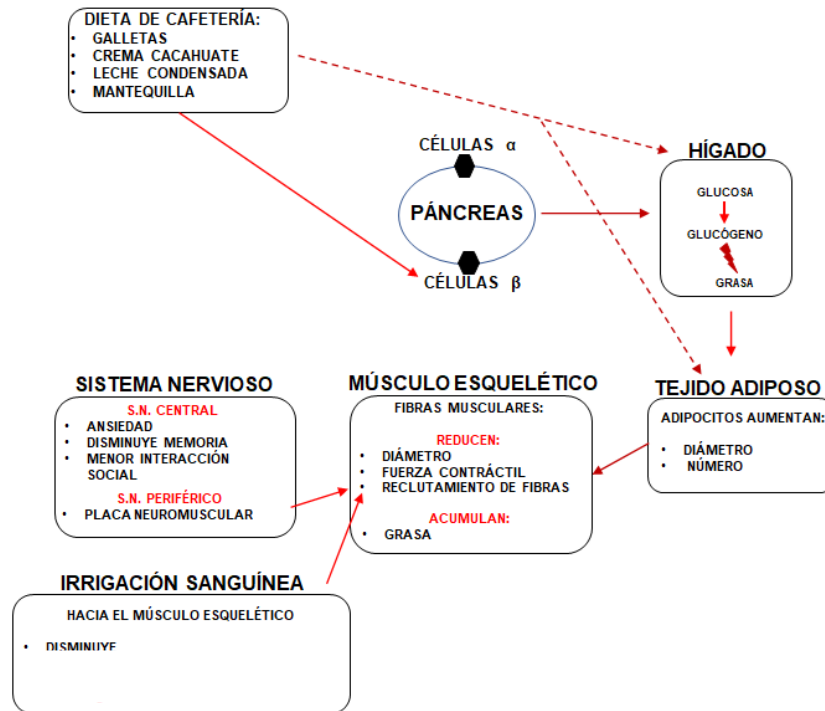 DIETA DE CAFETERÍA:
• GALLETAS
• CREMA CACAHUATE
• LECHE CONDENSADA
• MANTEQUILLA
CÉLULAS α
PÁNCREAS
CÉLULAS β
HÍGADO
GLUCOSA
GLUCÓGENO
GRASA
SISTEMA NERVIOSO
S.N. CENTRAL
• ANSIEDAD
• DISMINUYE MEMORIA
• MENOR INTERACCIÓN
SOCIAL
S.N. PERIFÉRICO
• PLACA NEUROMUSCULAR
MÚSCULO ESQUELÉTICO
FIBRAS MUSCULARES:
REDUCEN:
• DIÁMETRO
• FUERZA CONTRÁCTIL
• RECLUTAMIENTO DE FIBRAS
ACUMULAN:
• GRASA
TEJIDO ADIPOSO
ADIPOCITOS AUMENTAN:
• DIÁMETRO
• NÚMERO
IRRIGACIÓN SANGUÍNEA
HACIA EL MÚSCULO ESQUELÉTICO
• DISMINUYE